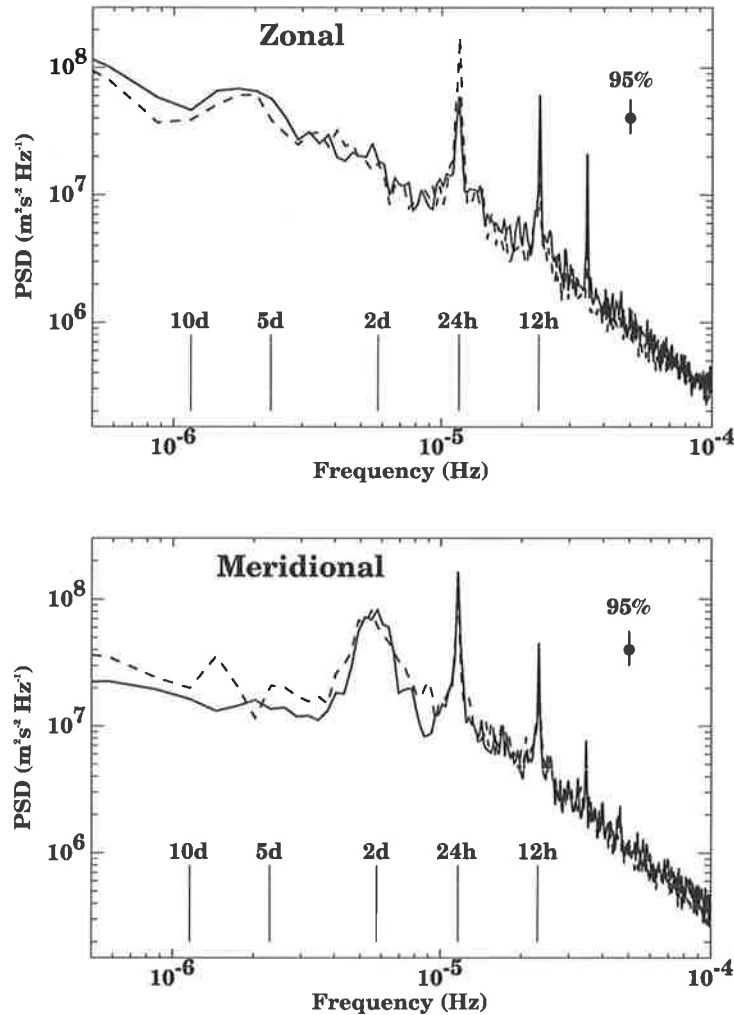 Zonal
95%
10⁸
10⁷
10⁶
PSD (m²s⁻² Hz⁻¹)
10d 5d 2d 24h 12h
10⁻⁶ 10⁻⁵ 10⁻⁴
Frequency (Hz)
Meridional
95%
10⁸
10⁷
10⁶
PSD (m²s⁻² Hz⁻¹)
10d 5d 2d 24h 12h
10⁻⁶ 10⁻⁵ 10⁻⁴
Frequency (Hz)